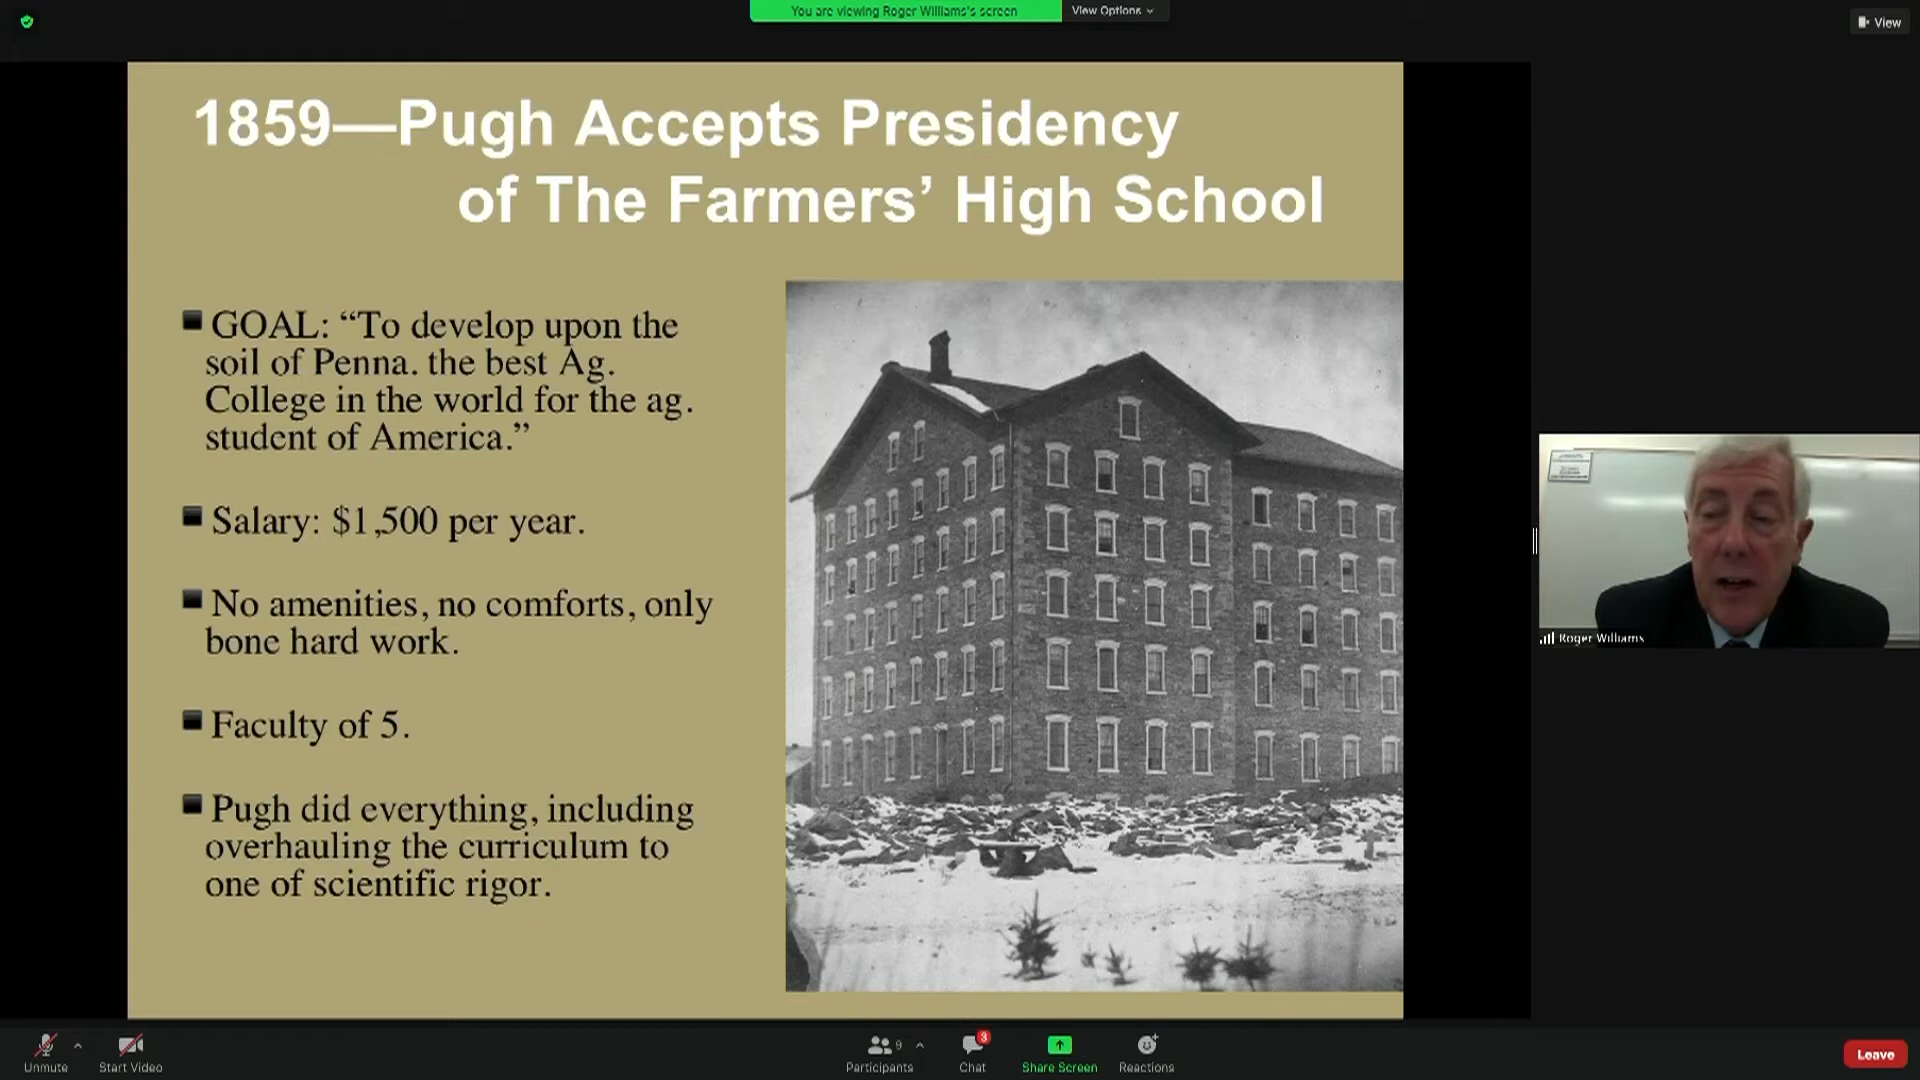 You are viewing Roger Williams's screen
View Options
View
1859—Pugh Accepts Presidency
of The Farmers' High School
GOAL: “To develop upon the
soil of Penna. the best Ag.
College in the world for the ag.
student of America.”
Salary: $1,500 per year.
No amenities, no comforts, only
bone hard work.
Faculty of 5.
Pugh did everything, including
overhauling the curriculum to
one of scientific rigor.
Roger Williams
Unmute
Start Video
9
Participants
3
Chat
Share Screen
Reactions
Leave